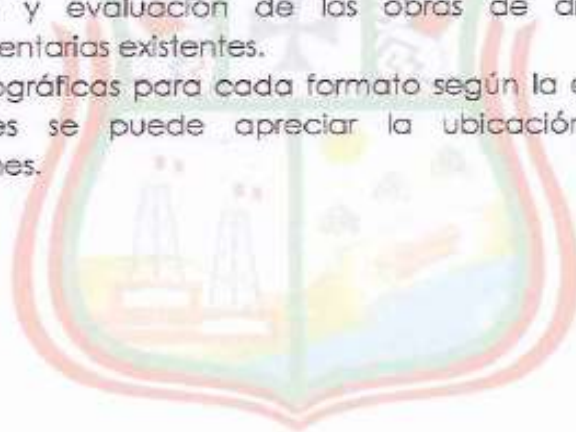 y evaluación de las obras de
entarias existentes.
ográficas para cada formato según la
es se puede apreciar la ubicación
nes.